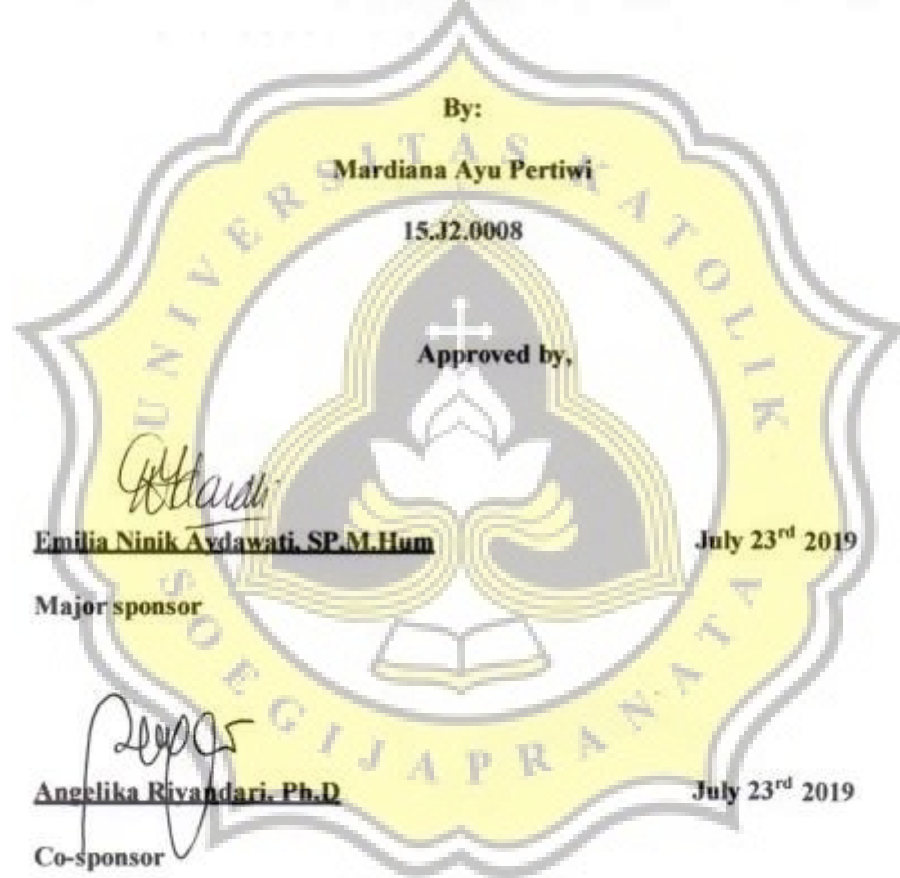 By:
Mardiana Ayu Pertiwi
15.J2.0008
Approved by,
Emilia Ninik Aydawati, SP.M.Hum
July 23rd 2019
Major sponsor
Angelika Riyandari, Ph.D
July 23rd 2019
Co-sponsor
UNIVERSITAS KATOLIK
SOEGIJAPRANATA